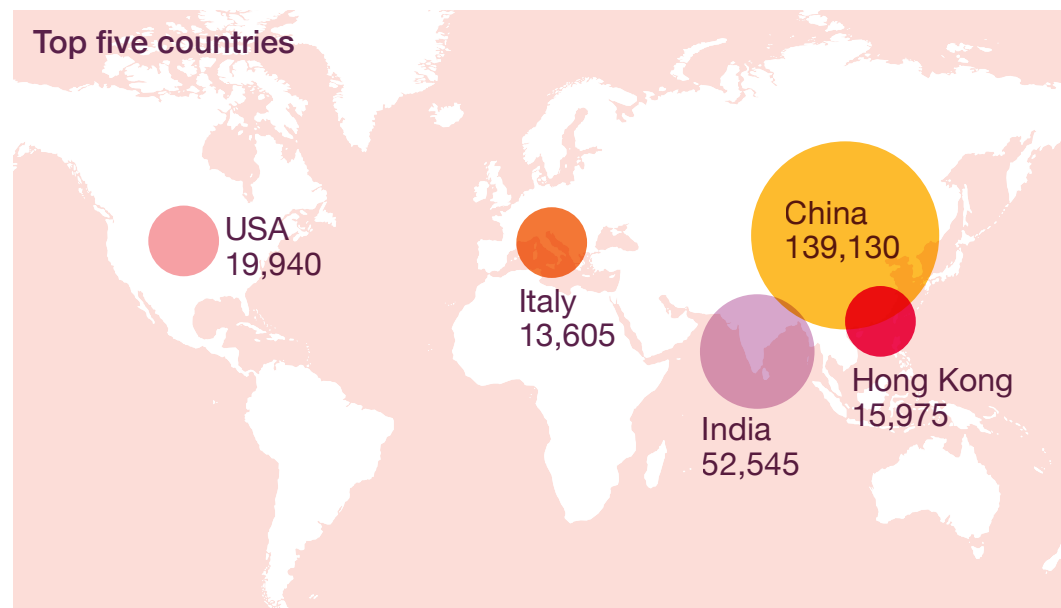 Top five countries
USA
19,940
Italy
13,605
China
139,130
India
52,545
Hong Kong
15,975